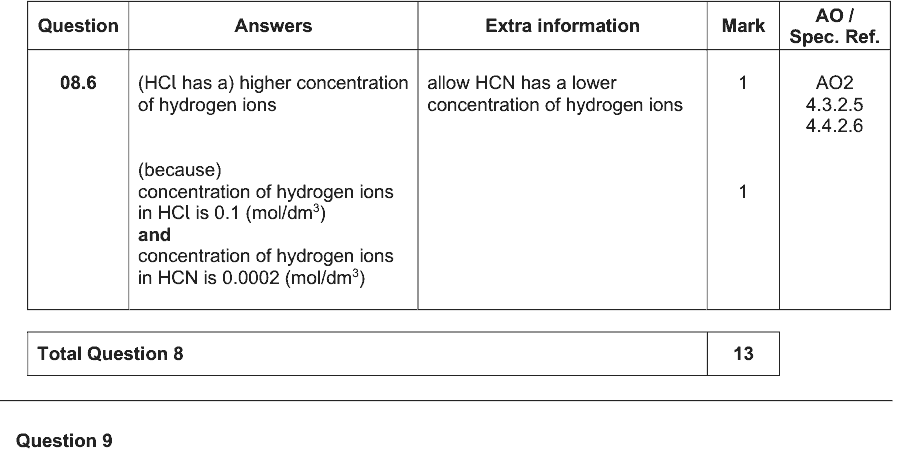 Question Answers Extra information Mark AO /
Spec. Ref.
08.6 (HCl has a) higher concentration allow HCN has a lower 1 AO2
of hydrogen ions concentration of hydrogen ions 4.3.2.5
4.4.2.6
(because)
concentration of hydrogen ions 1
in HCl is 0.1 (mol/dm³)
and
concentration of hydrogen ions
in HCN is 0.0002 (mol/dm³)
Total Question 8 13
Question 9